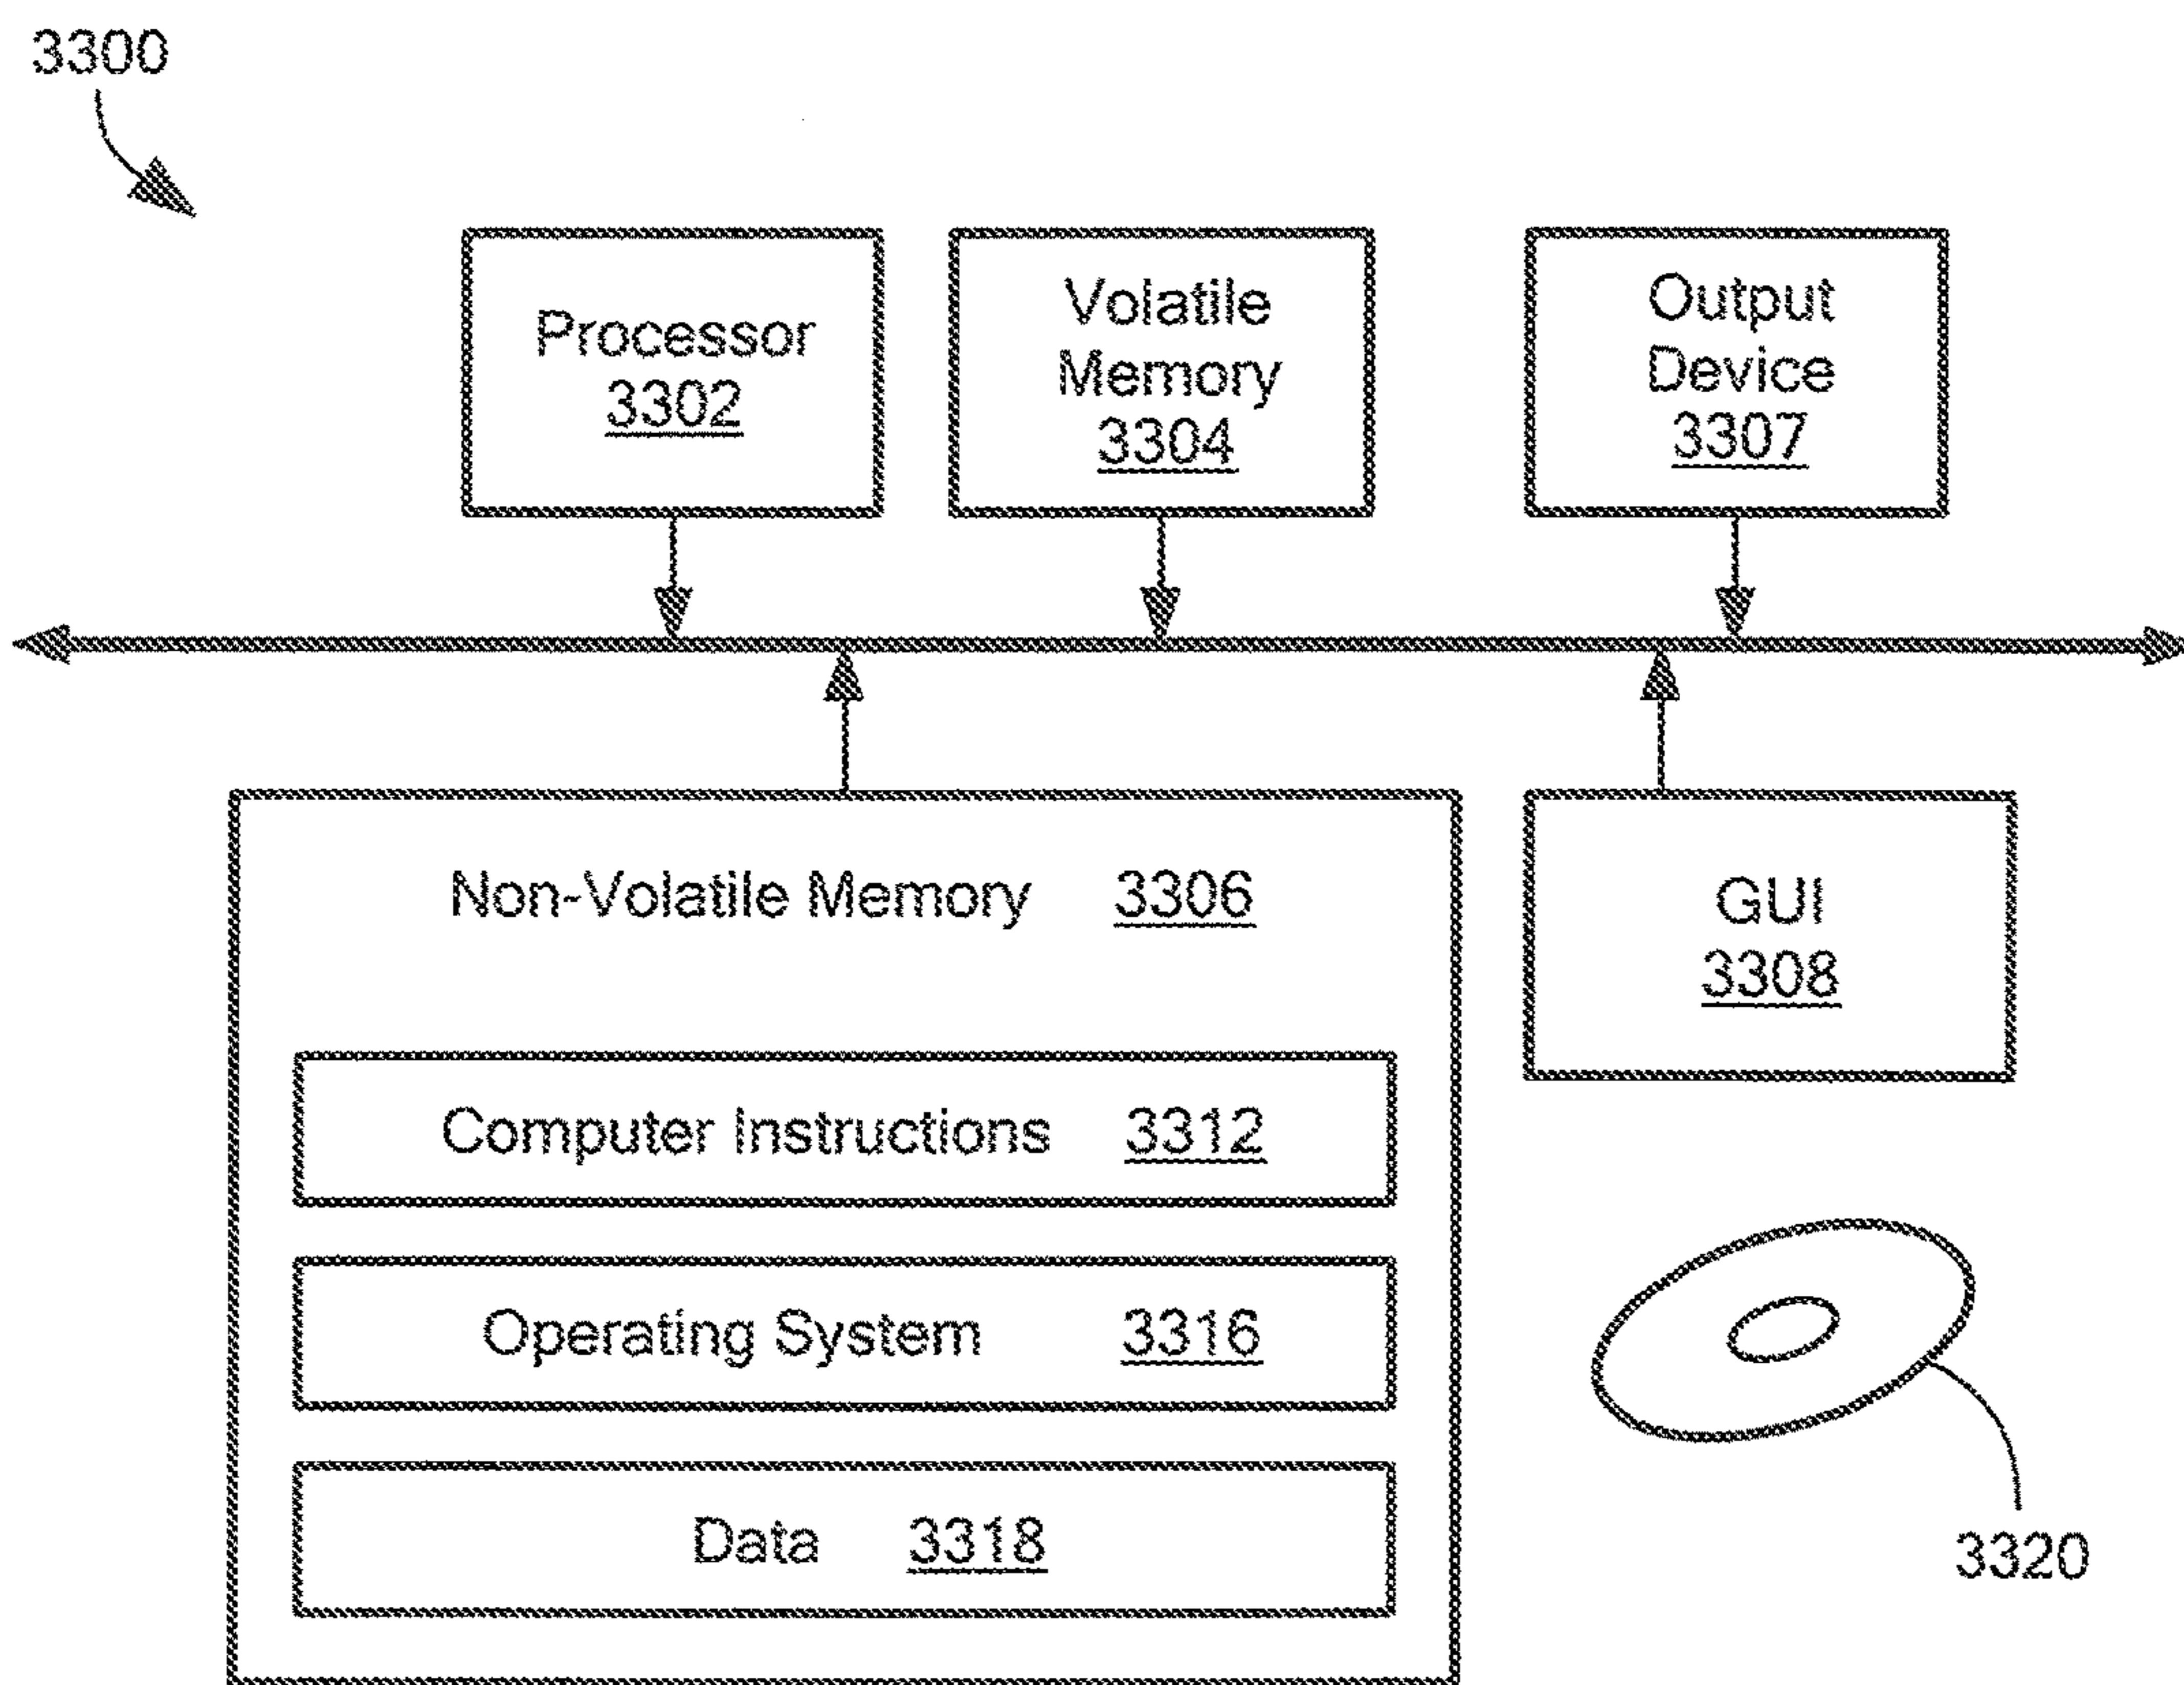 3300
Processor
3302
Volatile
Memory
3304
Output
Device
3307
Non-Volatile Memory 3306
GUI
3308
Computer Instructions 3312
Operating System 3316
Data 3318
3320